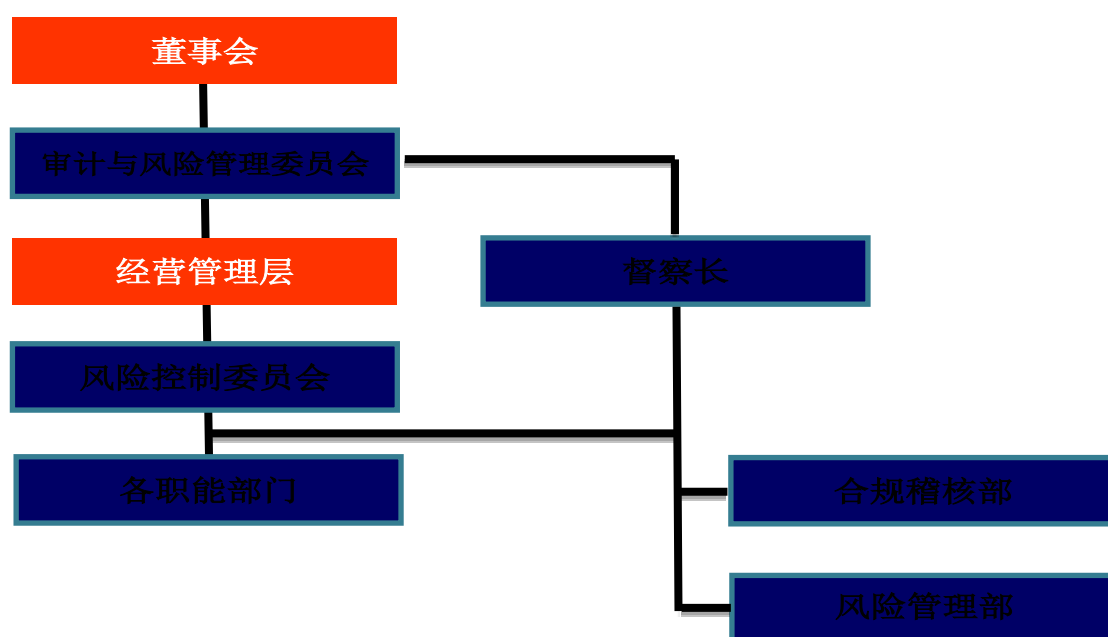 董事会
审计与风险管理委员会
经营管理层
督察长
风险控制委员会
各职能部门
合规稽核部
风险管理部